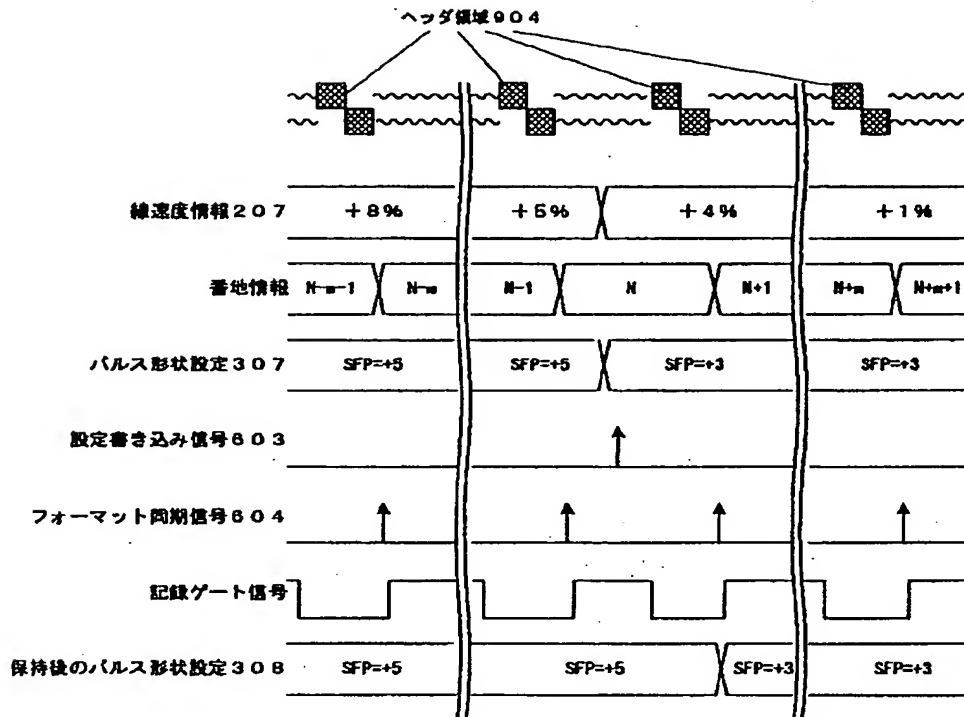 ヘッダ領域904
線速度情報207 +8% +5% +4% +1%
番地情報 N-m-1 N-m N-1 N N+1 N+m N+m+1
パルス形状設定307 SFP=+5 SFP=+5 SFP=+3 SFP=+3
設定書き込み信号603
フォーマット同期信号604
記録ゲート信号
保持後のパルス形状設定308 SFP=+5 SFP=+5 SFP=+3 SFP=+3